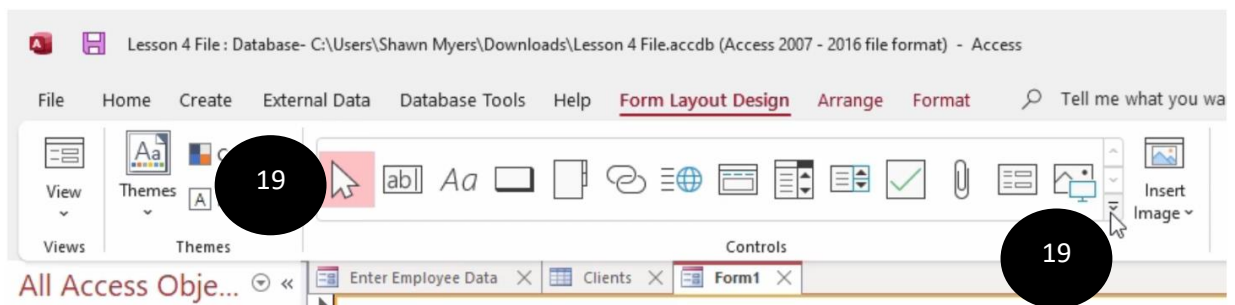 Lesson 4 File : Database- C:\Users\Shawn Myers\Downloads\Lesson 4 File.accdb (Access 2007 - 2016 file format) - Access
File Home Create External Data Database Tools Help Form Layout Design Arrange Format Tell me what you wa
Aa
View
Themes
A
19
ab
Aa
Insert
Image
Views Themes Controls
19
All Access Obje... «
Enter Employee Data Clients Form1